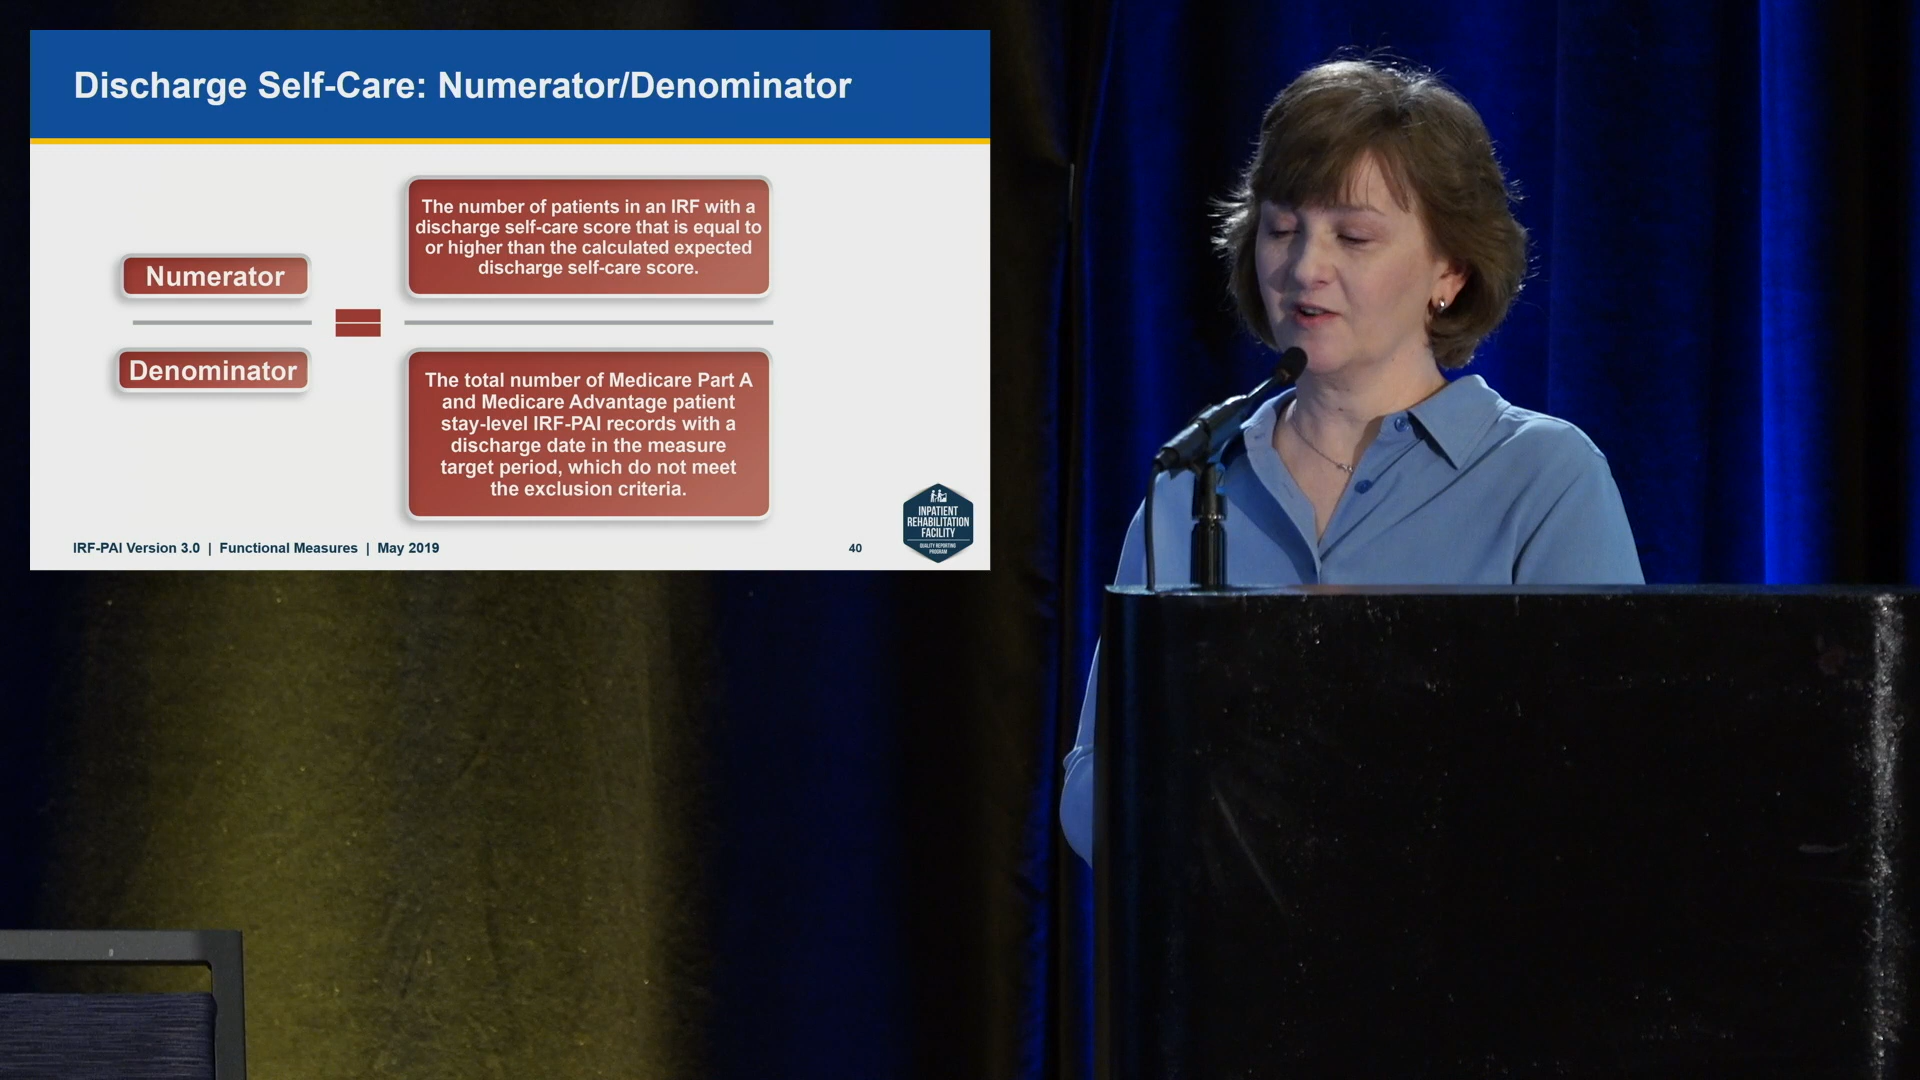 Discharge Self-Care: Numerator/Denominator
Numerator
Denominator
The number of patients in an IRF with a
discharge self-care score that is equal to
or higher than the calculated expected
discharge self-care score.
The total number of Medicare Part A
and Medicare Advantage patient
stay-level IRF-PAI records with a
discharge date in the measure
target period, which do not meet
the exclusion criteria.
IRF-PAI Version 3.0 | Functional Measures | May 2019
40
INPATIENT
REHABILITATION
FACILITY
QUALITY REPORTING
PROGRAM